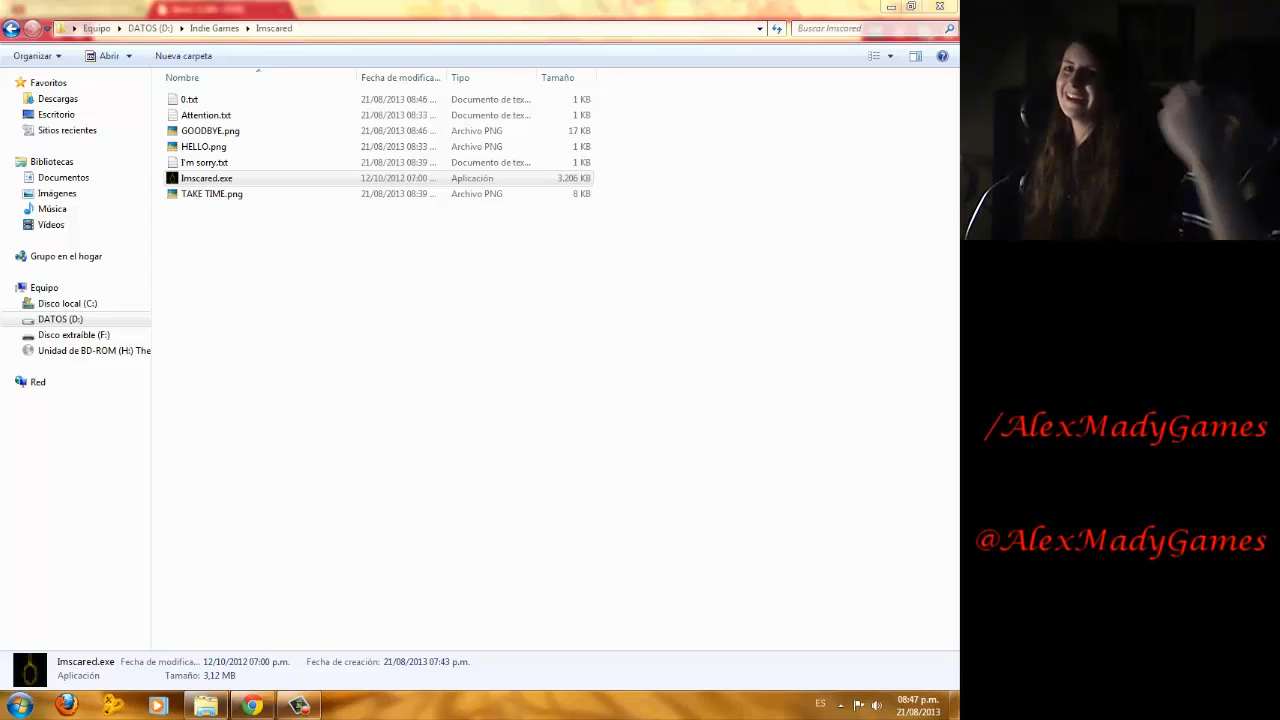 Equipo ▸ DATOS (D:) ▸ Indie Games ▸ Imscared
Buscar Imscared
Organizar Abrir Nueva carpeta
Nombre Fecha de modifica... Tipo Tamaño
Favoritos
Descargas
Escritorio
Sitios recientes
Bibliotecas
Documentos
Imágenes
Música
Vídeos
Grupo en el hogar
Equipo
Disco local (C:)
DATOS (D:)
Disco extraíble (F:)
Unidad de BD-ROM (H:) The
Red
0.txt 21/08/2013 08:46 ... Documento de tex... 1 KB
Attention.txt 21/08/2013 08:33 ... Documento de tex... 1 KB
GOODBYE.png 21/08/2013 08:46 ... Archivo PNG 17 KB
HELLO.png 21/08/2013 08:33 ... Archivo PNG 1 KB
I'm sorry.txt 21/08/2013 08:39 ... Documento de tex... 1 KB
Imscared.exe 12/10/2012 07:00 ... Aplicación 3.206 KB
TAKE TIME.png 21/08/2013 08:39 ... Archivo PNG 8 KB
/AlexMadyGames
@AlexMadyGames
Imscared.exe Fecha de modifica... 12/10/2012 07:00 p.m. Fecha de creación: 21/08/2013 07:43 p.m.
Aplicación Tamaño: 3,12 MB
ES 08:47 p.m.
21/08/2013